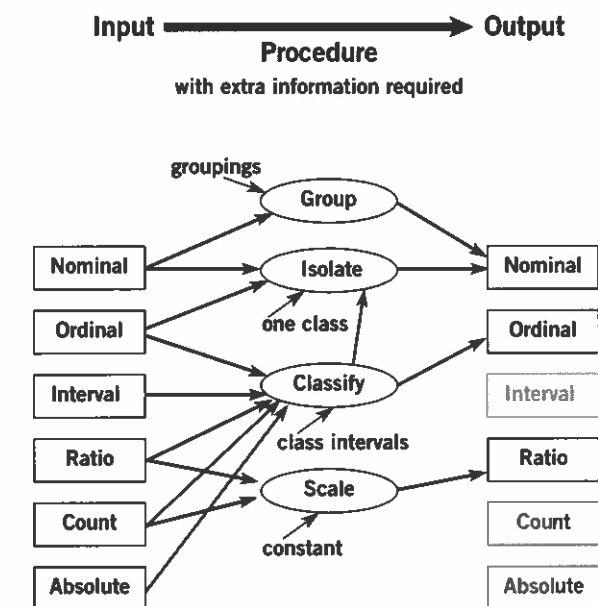 Input Output
Procedure
with extra information required
groupings
Group
Nominal Isolate Nominal
Ordinal one class Ordinal
Interval Classify Interval
class intervals
Ratio Scale Ratio
Count Count
constant
Absolute Absolute